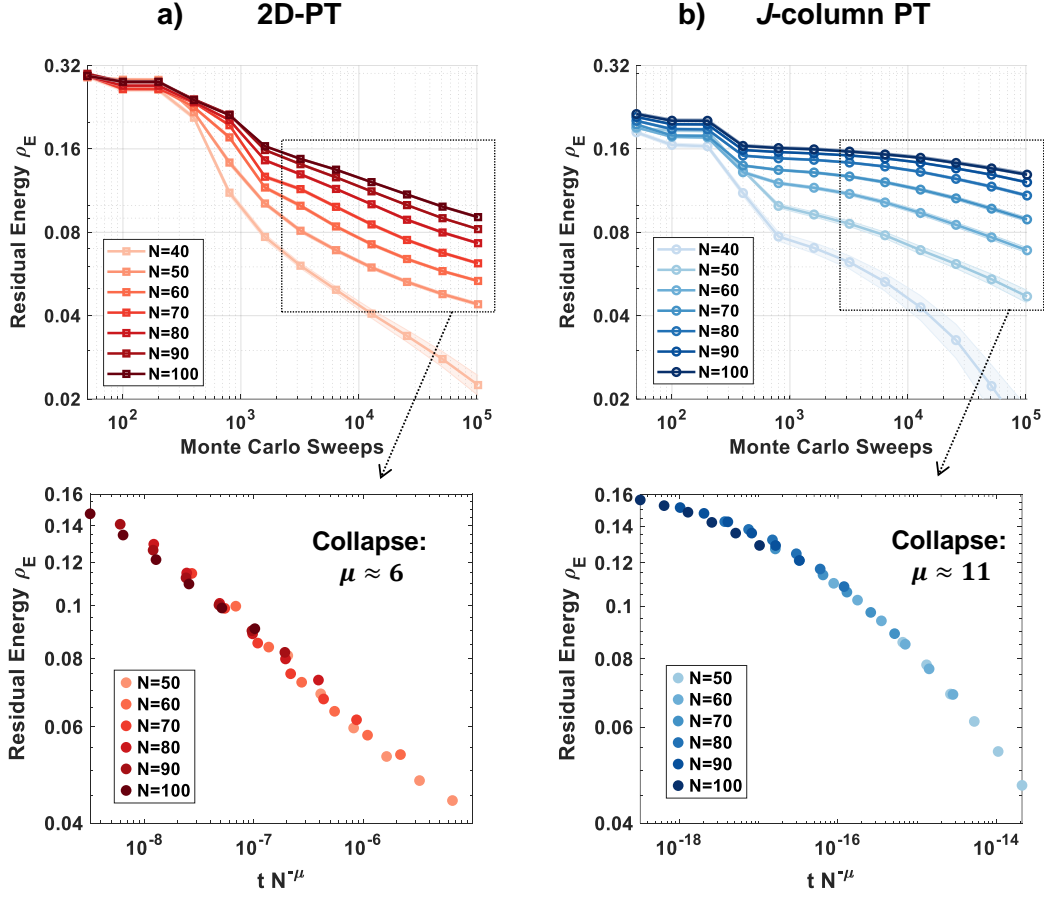 a) 2D-PT
b) J-column PT
Residual Energy ρE
0.32
0.16
0.08
0.04
0.02
N=40
N=50
N=60
N=70
N=80
N=90
N=100
10^2
10^3
10^4
10^5
Monte Carlo Sweeps
Residual Energy ρE
0.32
0.16
0.08
0.04
0.02
N=40
N=50
N=60
N=70
N=80
N=90
N=100
10^2
10^3
10^4
10^5
Monte Carlo Sweeps
Residual Energy ρE
0.16
0.14
0.12
0.1
0.08
0.06
0.04
Collapse:
μ ≈ 6
N=50
N=60
N=70
N=80
N=90
N=100
10^-8
10^-7
10^-6
t N^-μ
Residual Energy ρE
0.16
0.14
0.12
0.1
0.08
0.06
0.04
Collapse:
μ ≈ 11
N=50
N=60
N=70
N=80
N=90
N=100
10^-18
10^-16
10^-14
t N^-μ